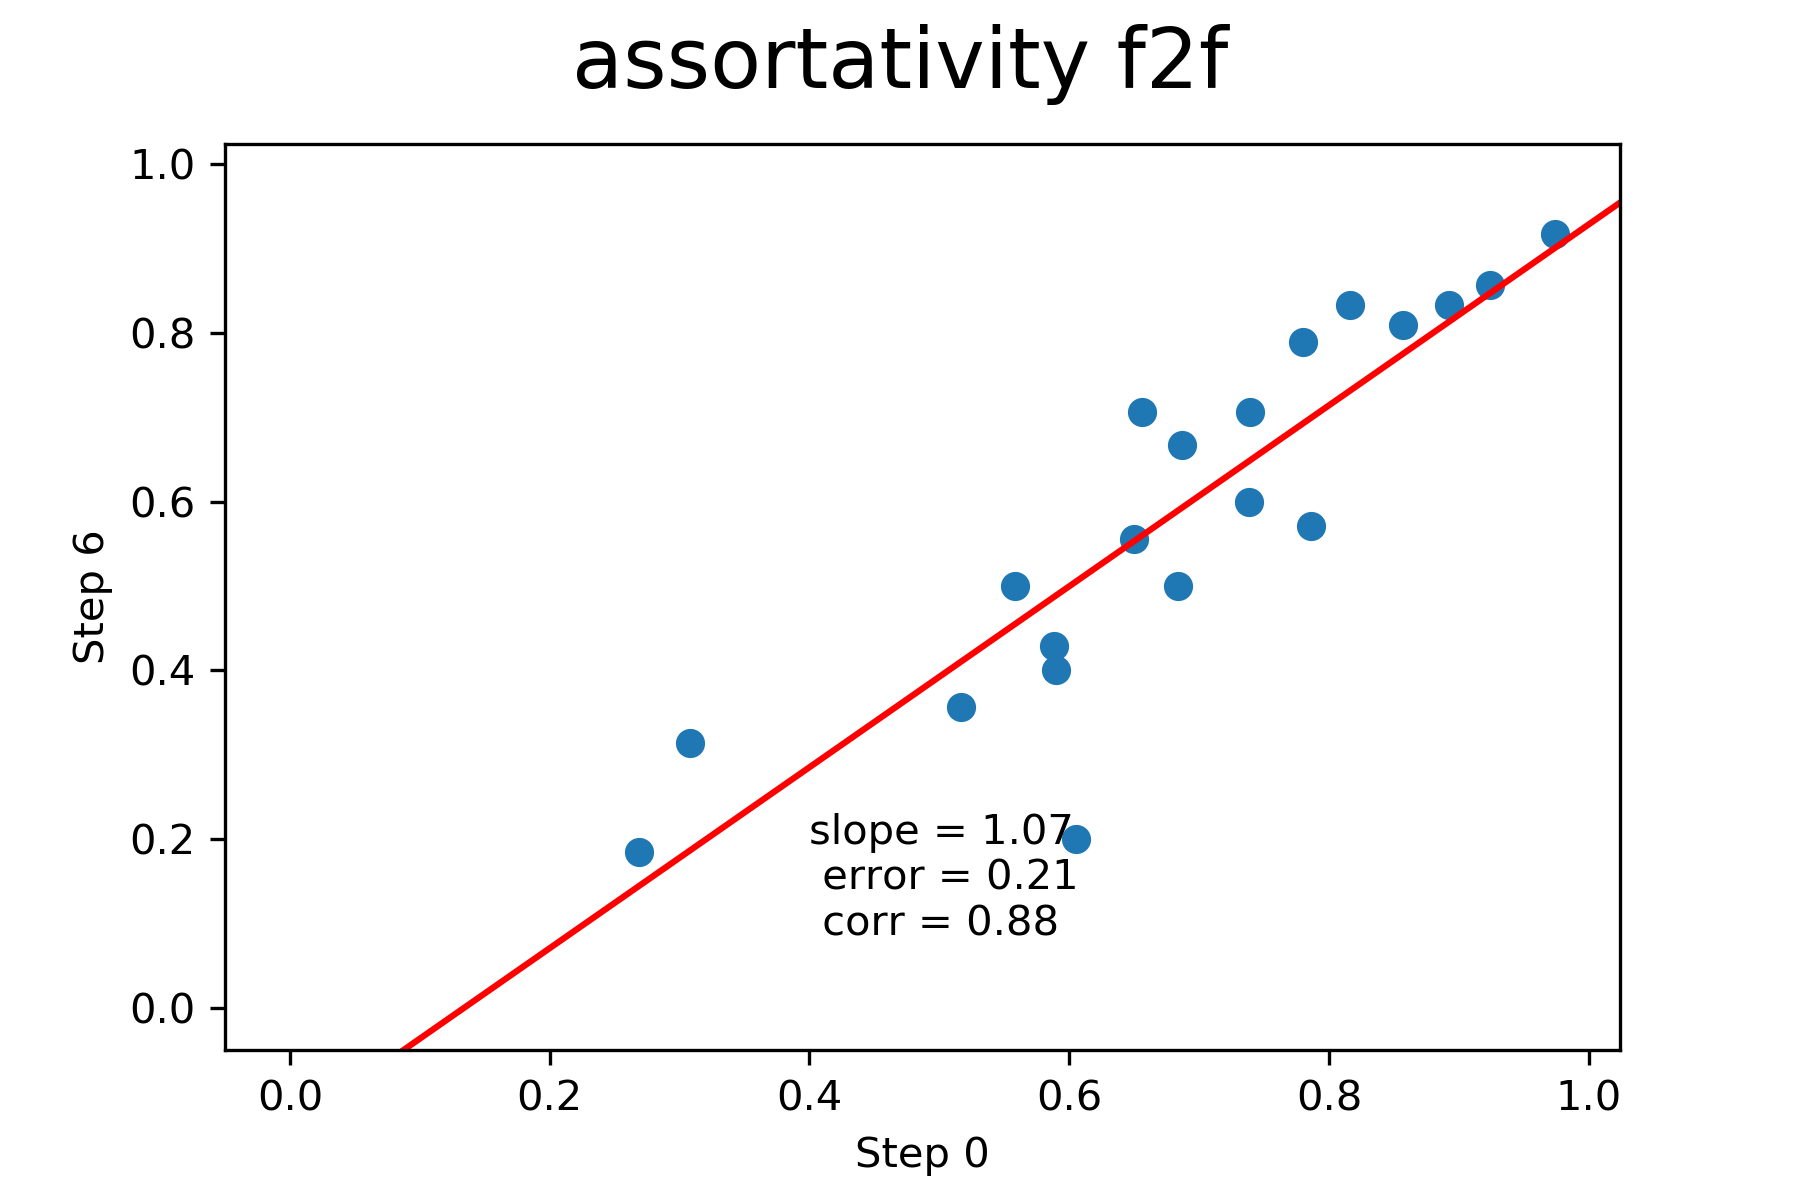 assortativity f2f
1.0
0.8
0.6
0.4
0.2
0.0
Step 6
slope = 1.07
error = 0.21
corr = 0.88
0.0 0.2 0.4 0.6 0.8 1.0
Step 0